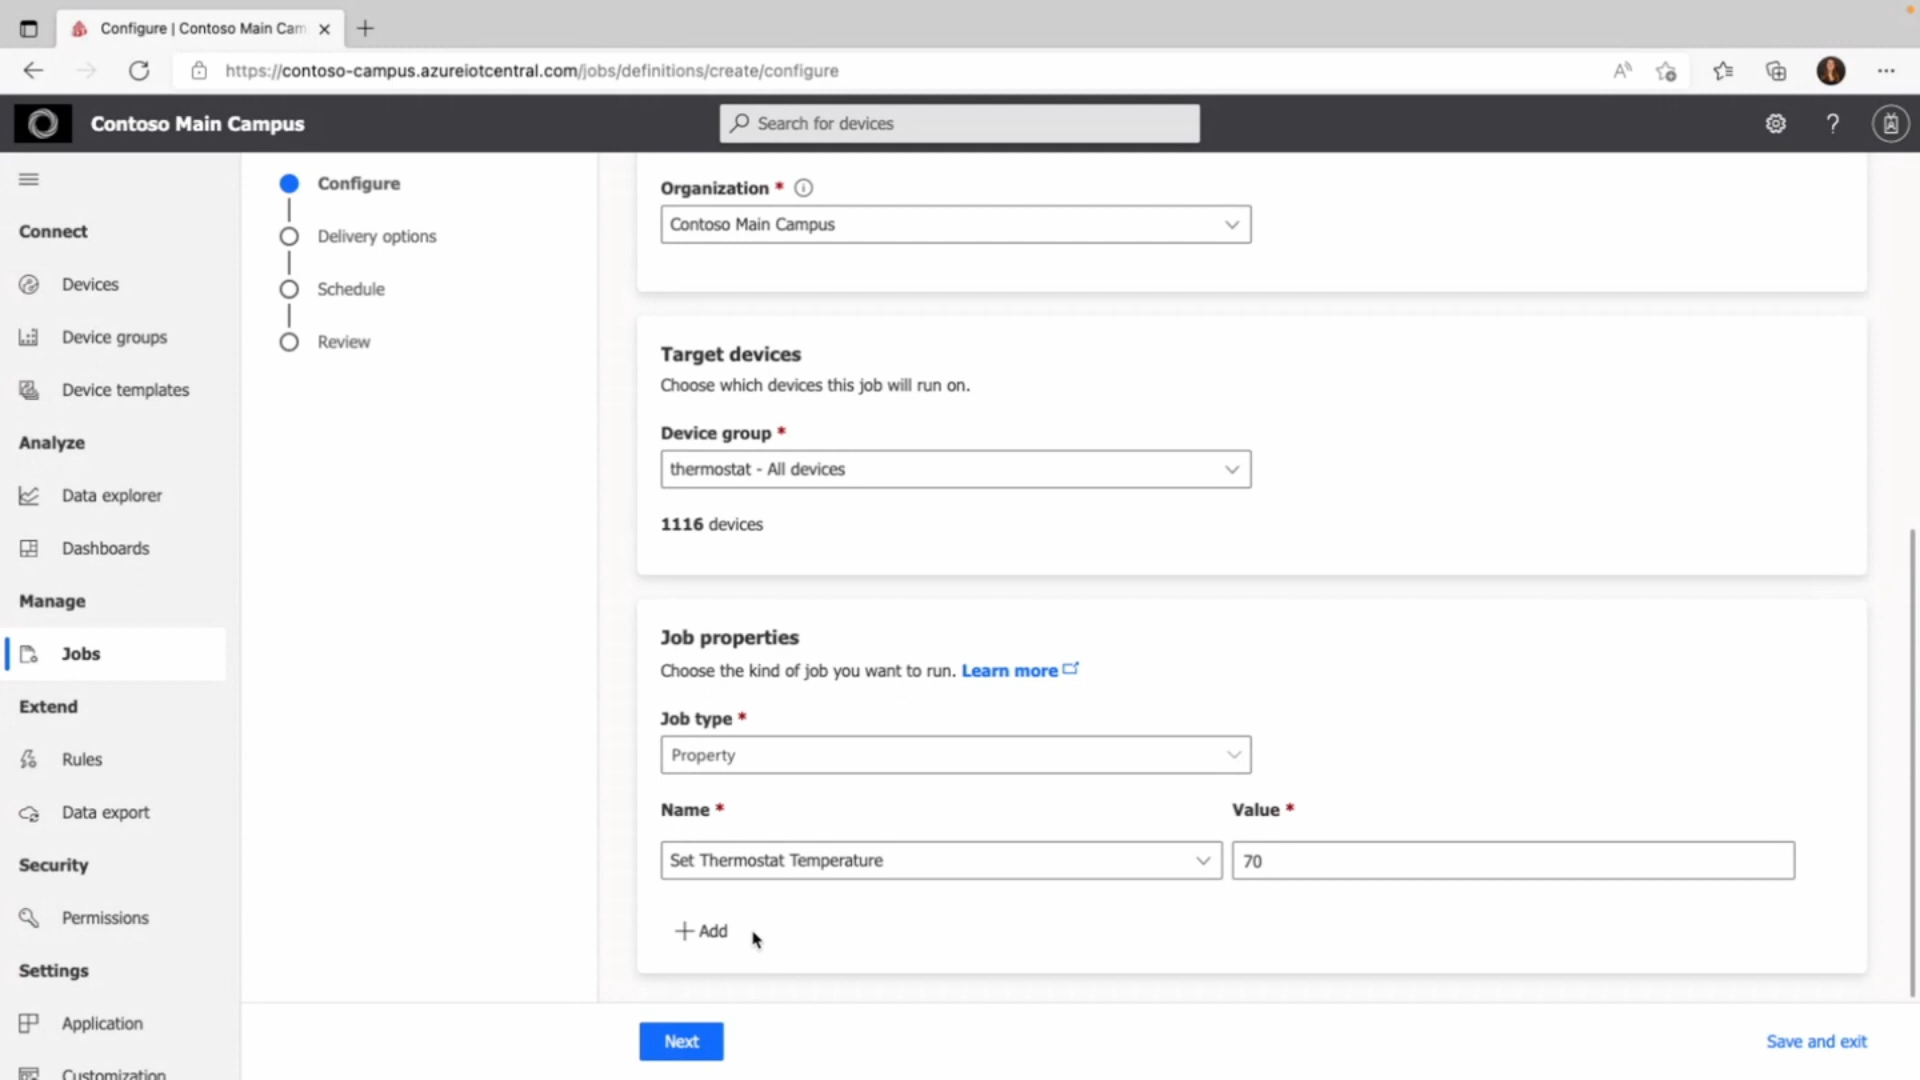 Configure | Contoso Main Cam
https://contoso-campus.azureiotcentral.com/jobs/definitions/create/configure
Contoso Main Campus
Search for devices
Connect
Devices
Device groups
Device templates
Analyze
Data explorer
Dashboards
Manage
Jobs
Extend
Rules
Data export
Security
Permissions
Settings
Application
Customization
Configure
Delivery options
Schedule
Review
Organization *
Contoso Main Campus
Target devices
Choose which devices this job will run on.
Device group *
thermostat - All devices
1116 devices
Job properties
Choose the kind of job you want to run. Learn more
Job type *
Property
Name * Value *
Set Thermostat Temperature 70
+ Add
Next Save and exit